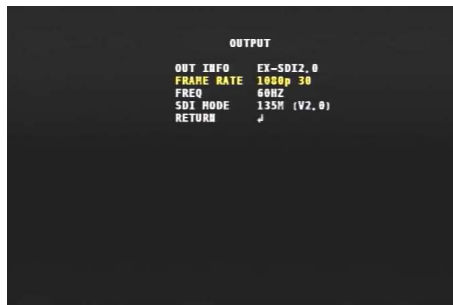 OUTPUT
OUT INFO EX-SDI2.0
FRAME RATE 1080p 30
FREQ 60HZ
SDI MODE 135M (V2.0)
RETURN ↲